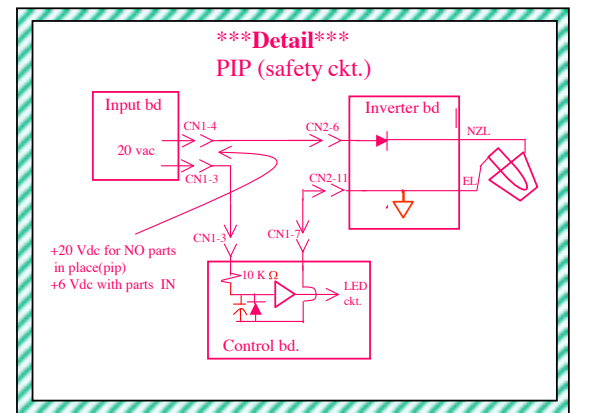 ***Detail***
PIP (safety ckt.)
Input bd
20 vac
CN1-4
CN1-3
CN2-6
Inverter bd
NZL
EL
CN2-11
CN1-3
CN1-7
+20 Vdc for NO parts
in place(pip)
+6 Vdc with parts IN
10 K Ω
LED
ckt.
Control bd.